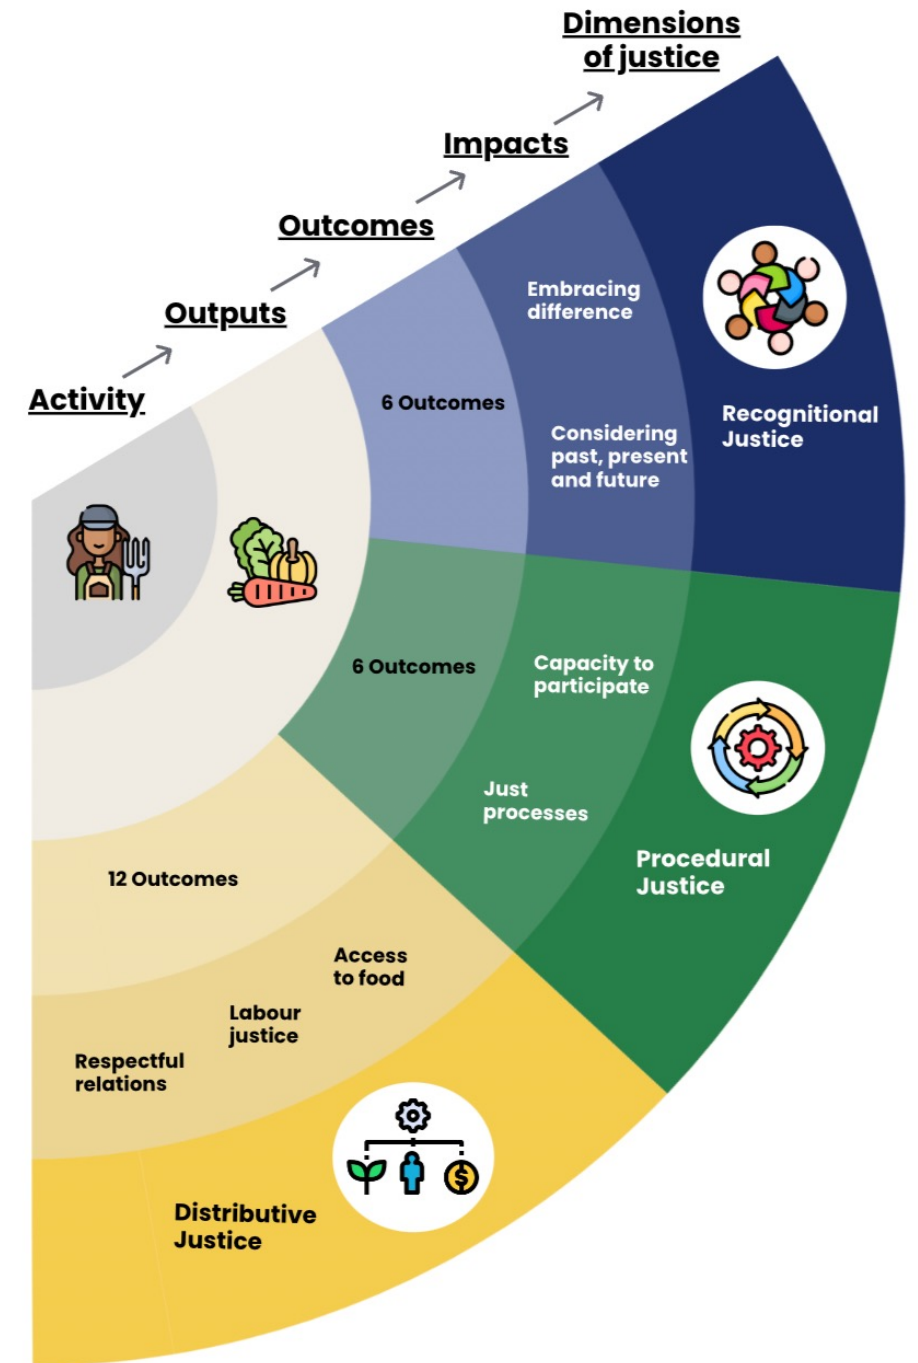 Dimensions
of justice
Impacts
Outcomes
Outputs
Activity
Embracing
difference
6 Outcomes
Considering
past, present
and future
Recognitional
Justice
6 Outcomes
Capacity to
participate
Just
processes
Procedural
Justice
12 Outcomes
Access
to food
Labour
justice
Respectful
relations
Distributive
Justice
$